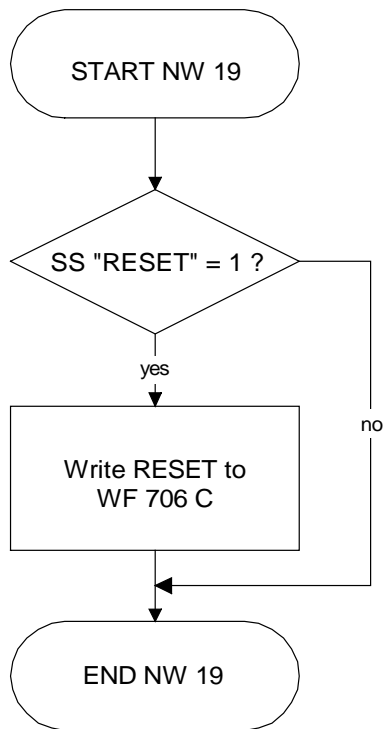 START NW 19
SS "RESET" = 1 ?
yes
no
Write RESET to
WF 706 C
END NW 19